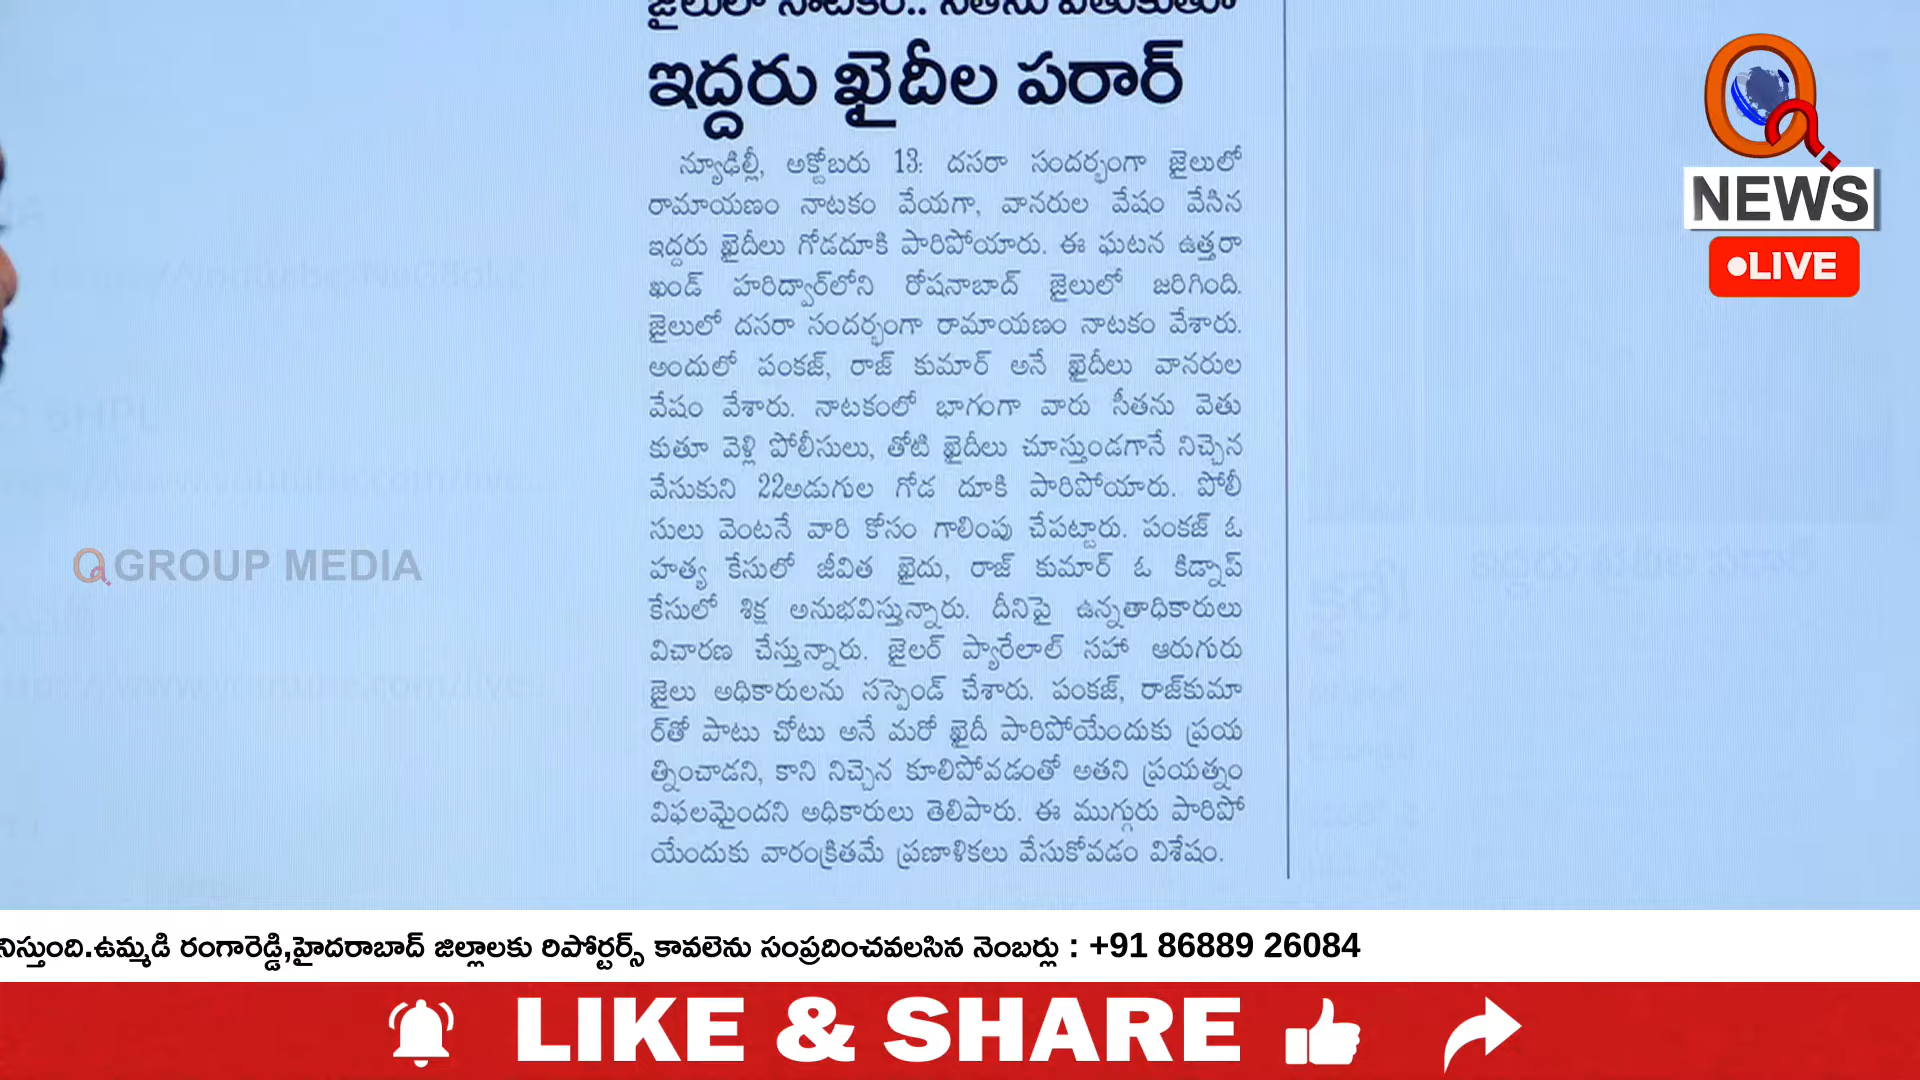 జైలులో నాటకం.. సీతను వెతుకుతూ
ఇద్దరు ఖైదీల పరార్
న్యూఢిల్లీ, అక్టోబరు 13: దసరా సందర్భంగా జైలులో
రామాయణం నాటకం వేయగా, వానరుల వేషం వేసిన
ఇద్దరు ఖైదీలు గోడదూకి పారిపోయారు. ఈ ఘటన ఉత్తరా
ఖండ్ హరిద్వార్‌లోని రోషనాబాద్ జైలులో జరిగింది.
జైలులో దసరా సందర్భంగా రామాయణం నాటకం వేశారు.
అందులో పంకజ్, రాజ్ కుమార్ అనే ఖైదీలు వానరుల
వేషం వేశారు. నాటకంలో భాగంగా వారు సీతను వెతు
కుతూ వెళ్లి పోలీసులు, తోటి ఖైదీలు చూస్తుండగానే నిచ్చెన
వేసుకుని 22అడుగుల గోడ దూకి పారిపోయారు. పోలీ
సులు వెంటనే వారి కోసం గాలింపు చేపట్టారు. పంకజ్ ఓ
హత్య కేసులో జీవిత ఖైదు, రాజ్ కుమార్ ఓ కిడ్నాప్
కేసులో శిక్ష అనుభవిస్తున్నారు. దీనిపై ఉన్నతాధికారులు
విచారణ చేస్తున్నారు. జైలర్ ప్యారేలాల్ సహా ఆరుగురు
జైలు అధికారులను సస్పెండ్ చేశారు. పంకజ్, రాజ్‌కుమా
ర్‌తో పాటు చోటు అనే మరో ఖైదీ పారిపోయేందుకు ప్రయ
త్నించాడని, కాని నిచ్చెన కూలిపోవడంతో అతని ప్రయత్నం
విఫలమైందని అధికారులు తెలిపారు. ఈ ముగ్గురు పారిపో
యేందుకు వారంక్రితమే ప్రణాళికలు వేసుకోవడం విశేషం.
Q NEWS
LIVE
Q GROUP MEDIA
నిస్తుంది.ఉమ్మడి రంగారెడ్డి,హైదరాబాద్ జిల్లాలకు రిపోర్టర్స్ కావలెను సంప్రదించవలసిన నెంబర్లు : +91 86889 26084
LIKE & SHARE